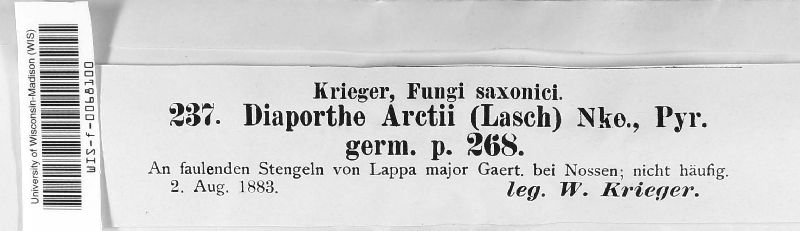 University of Wisconsin-Madison (WIS)
WIS-f-0068100
Krieger, Fungi saxonici.
237. Diaporthe Arctii (Lasch) Nke., Pyr.
germ. p. 268.
An faulenden Stengeln von Lappa major Gaert. bei Nossen; nicht häufig.
2. Aug. 1883.
leg. W. Krieger.